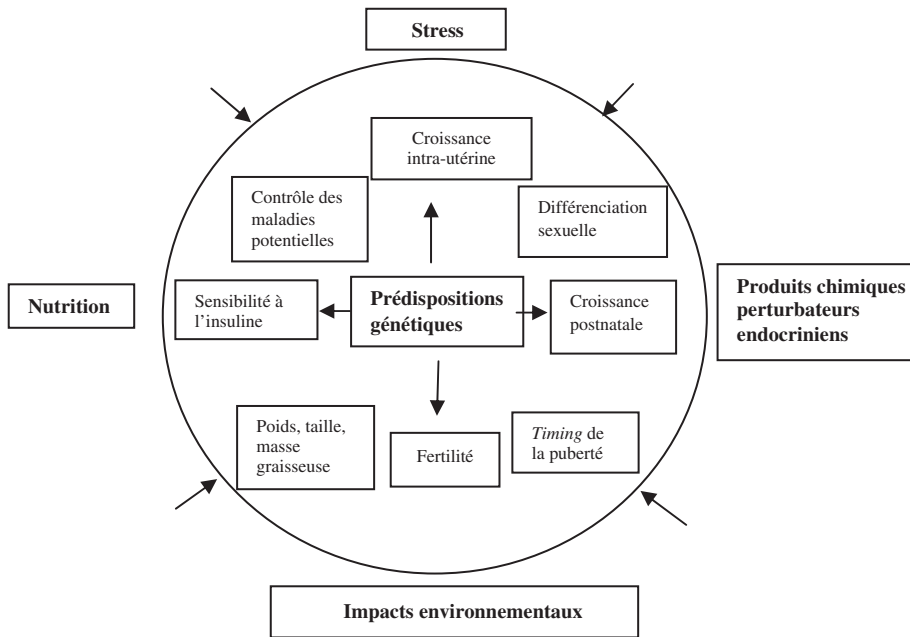 Stress
Croissance
intra-utérine
Contrôle des
maladies
potentielles
Différenciation
sexuelle
Nutrition
Sensibilité à
l’insuline
Prédispositions
génétiques
Croissance
postnatale
Produits chimiques
perturbateurs
endocriniens
Poids, taille,
masse
graisseuse
Fertilité
Timing de
la puberté
Impacts environnementaux